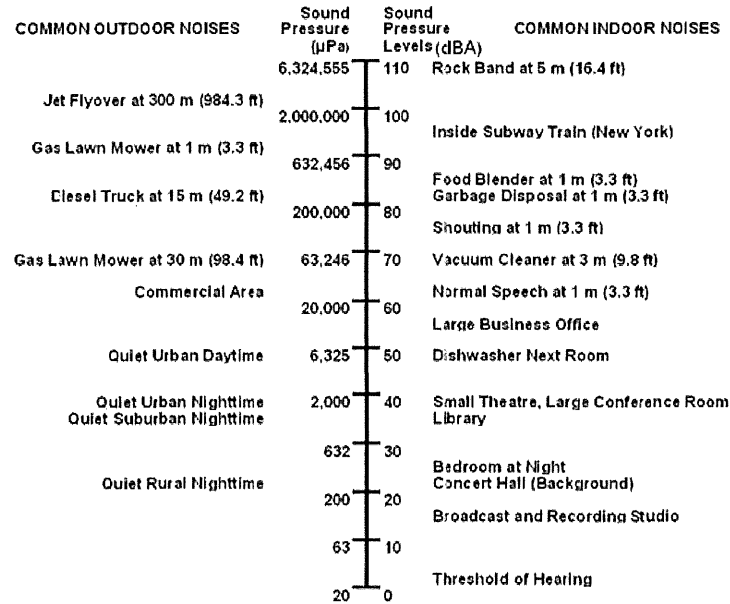 COMMON OUTDOOR NOISES
Sound
Pressure
(µPa)
Sound
Pressure
Levels (dBA)
COMMON INDOOR NOISES
6,324,555 110 Rock Band at 5 m (16.4 ft)
Jet Flyover at 300 m (984.3 ft)
2,000,000 100
Inside Subway Train (New York)
Gas Lawn Mower at 1 m (3.3 ft)
632,456 90
Food Blender at 1 m (3.3 ft)
Diesel Truck at 15 m (49.2 ft) Garbage Disposal at 1 m (3.3 ft)
200,000 80
Shouting at 1 m (3.3 ft)
Gas Lawn Mower at 30 m (98.4 ft) 63,246 70 Vacuum Cleaner at 3 m (9.8 ft)
Commercial Area Normal Speech at 1 m (3.3 ft)
20,000 60
Large Business Office
Quiet Urban Daytime 6,325 50 Dishwasher Next Room
Quiet Urban Nighttime 2,000 40 Small Theatre, Large Conference Room
Quiet Suburban Nighttime Library
632 30
Bedroom at Night
Quiet Rural Nighttime Concert Hall (Background)
200 20
Broadcast and Recording Studio
63 10
Threshold of Hearing
20 0